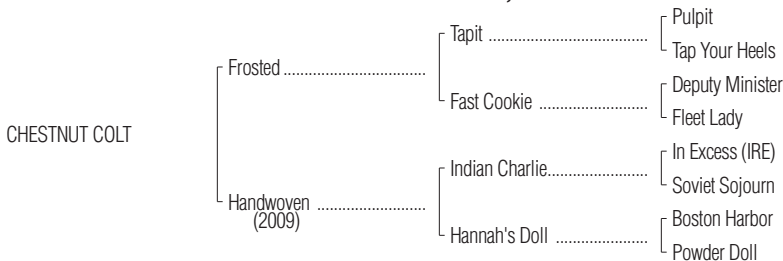 Pulpit
Tapit ........................................
Tap Your Heels
Frosted ...................................
Deputy Minister
Fast Cookie ...........................
Fleet Lady
CHESTNUT COLT
In Excess (IRE)
Indian Charlie.........................
Soviet Sojourn
Handwoven ...........................
(2009)
Boston Harbor
Hannah's Doll .......................
Powder Doll